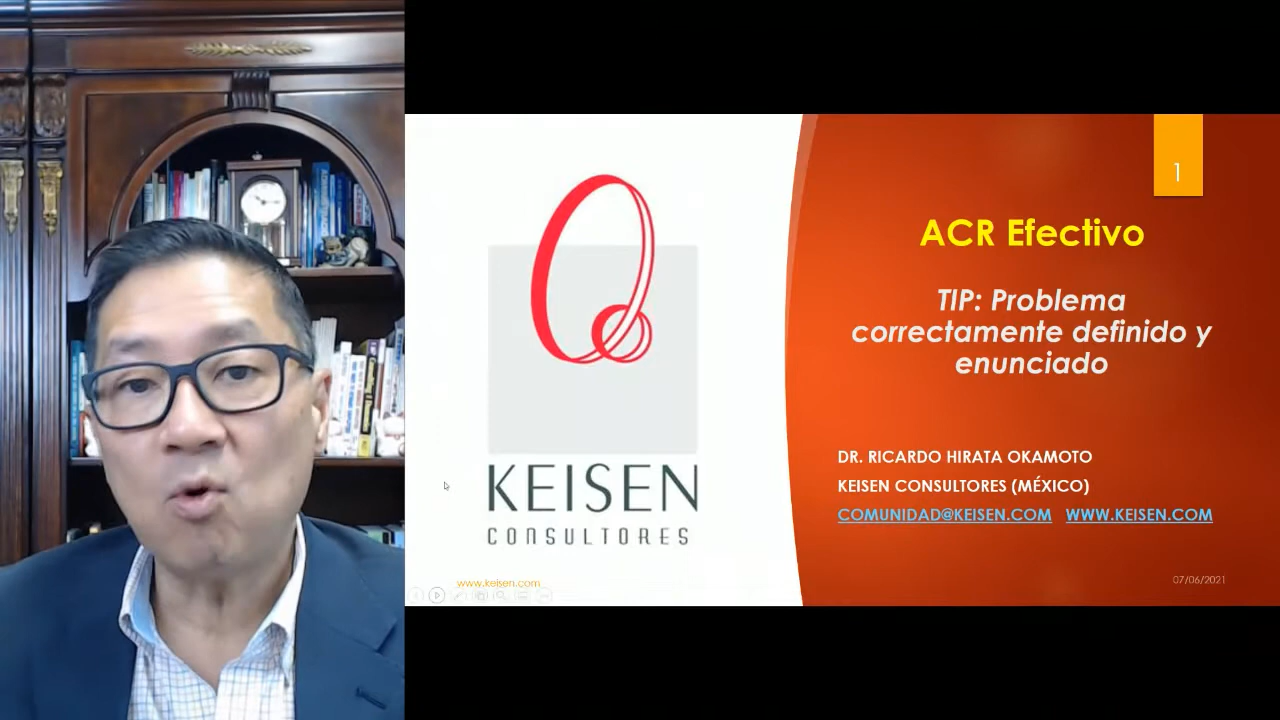 1
ACR Efectivo
TIP: Problema
correctamente definido y
enunciado
DR. RICARDO HIRATA OKAMOTO
KEISEN CONSULTORES (MÉXICO)
COMUNIDAD@KEISEN.COM WWW.KEISEN.COM
07/06/2021
KEISEN
CONSULTORES
www.keisen.com